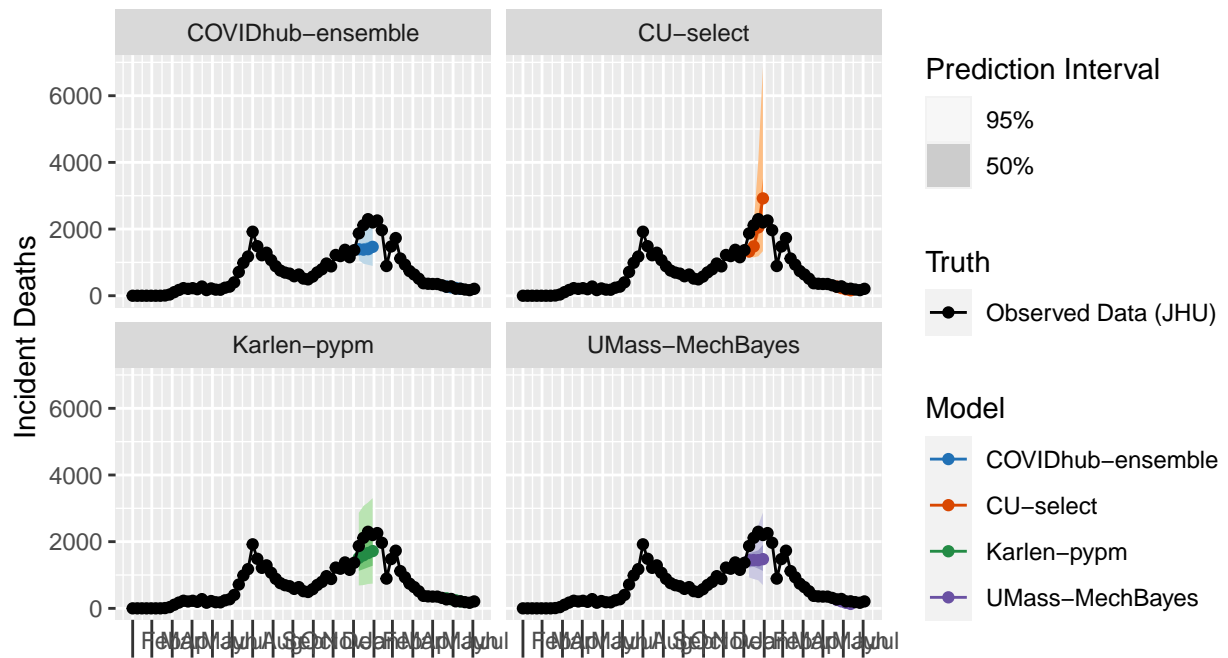 COVIDhub−ensemble
CU−select
Karlen−pypm
UMass−MechBayes
Incident Deaths
6000
4000
2000
0
6000
4000
2000
0
Prediction Interval
95%
50%
Truth
Observed Data (JHU)
Model
COVIDhub−ensemble
CU−select
Karlen−pypm
UMass−MechBayes